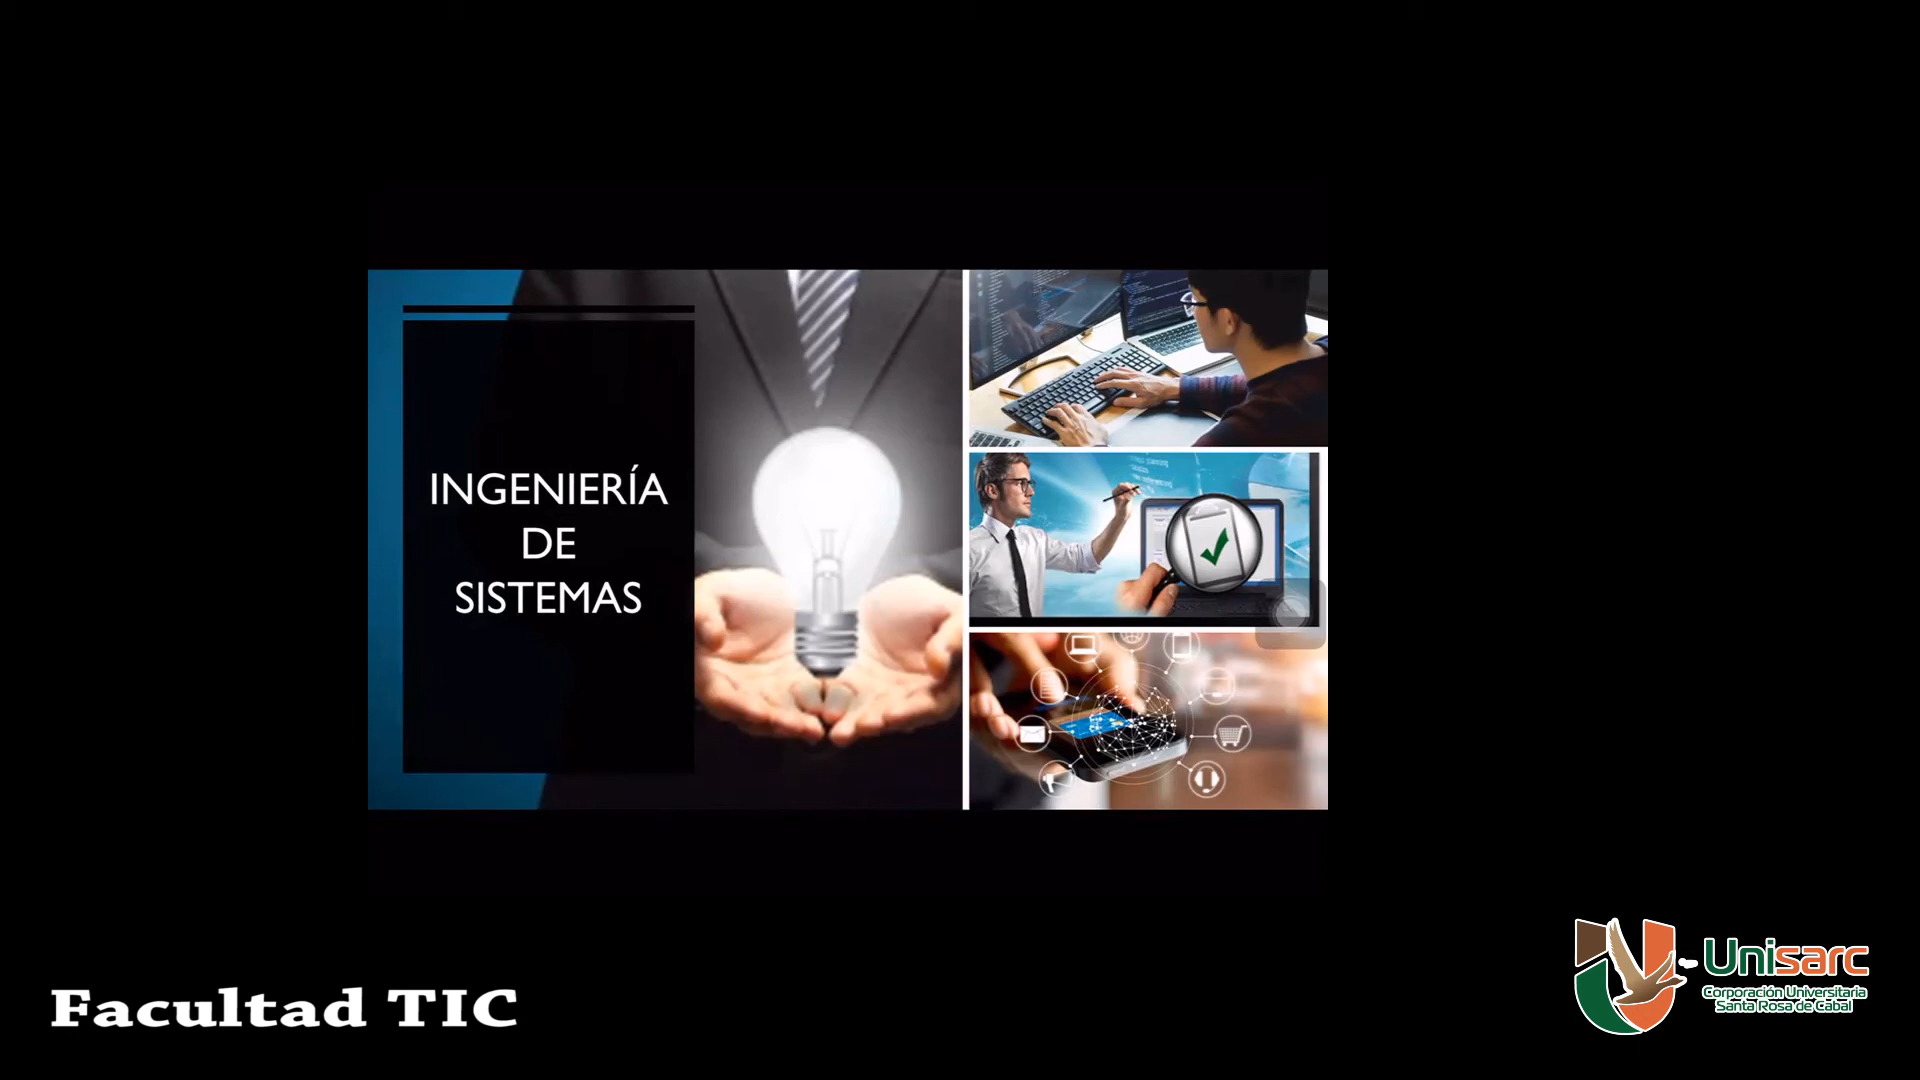 INGENIERÍA
DE
SISTEMAS
Facultad TIC
Unisarc
Corporación Universitaria
Santa Rosa de Cabal